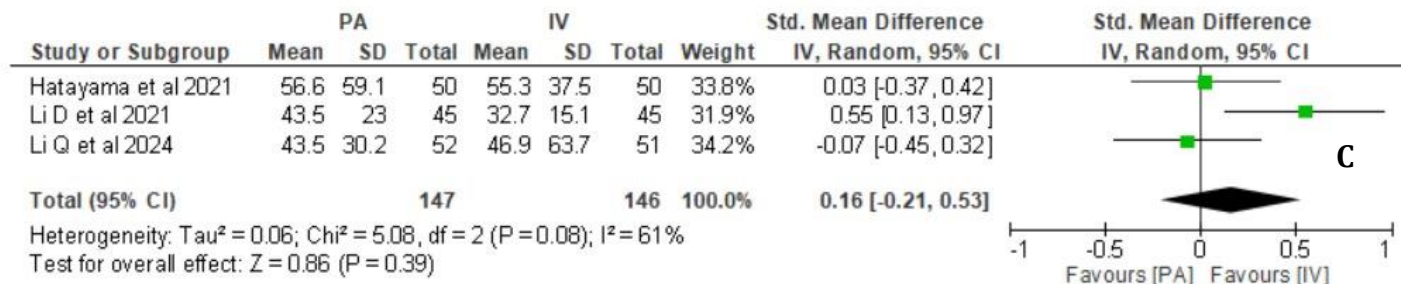 PA IV Std. Mean Difference Std. Mean Difference
Study or Subgroup Mean SD Total Mean SD Total Weight IV, Random, 95% CI IV, Random, 95% CI
Hatayama et al 2021 56.6 59.1 50 55.3 37.5 50 33.8% 0.03 [-0.37, 0.42]
Li D et al 2021 43.5 23 45 32.7 15.1 45 31.9% 0.55 [0.13, 0.97]
Li Q et al 2024 43.5 30.2 52 46.9 63.7 51 34.2% -0.07 [-0.45, 0.32]
C
Total (95% CI) 147 146 100.0% 0.16 [-0.21, 0.53]
Heterogeneity: Tau² = 0.06; Chi² = 5.08, df = 2 (P = 0.08); I² = 61%
Test for overall effect: Z = 0.86 (P = 0.39)
-1 -0.5 0 0.5 1
Favours [PA] Favours [IV]